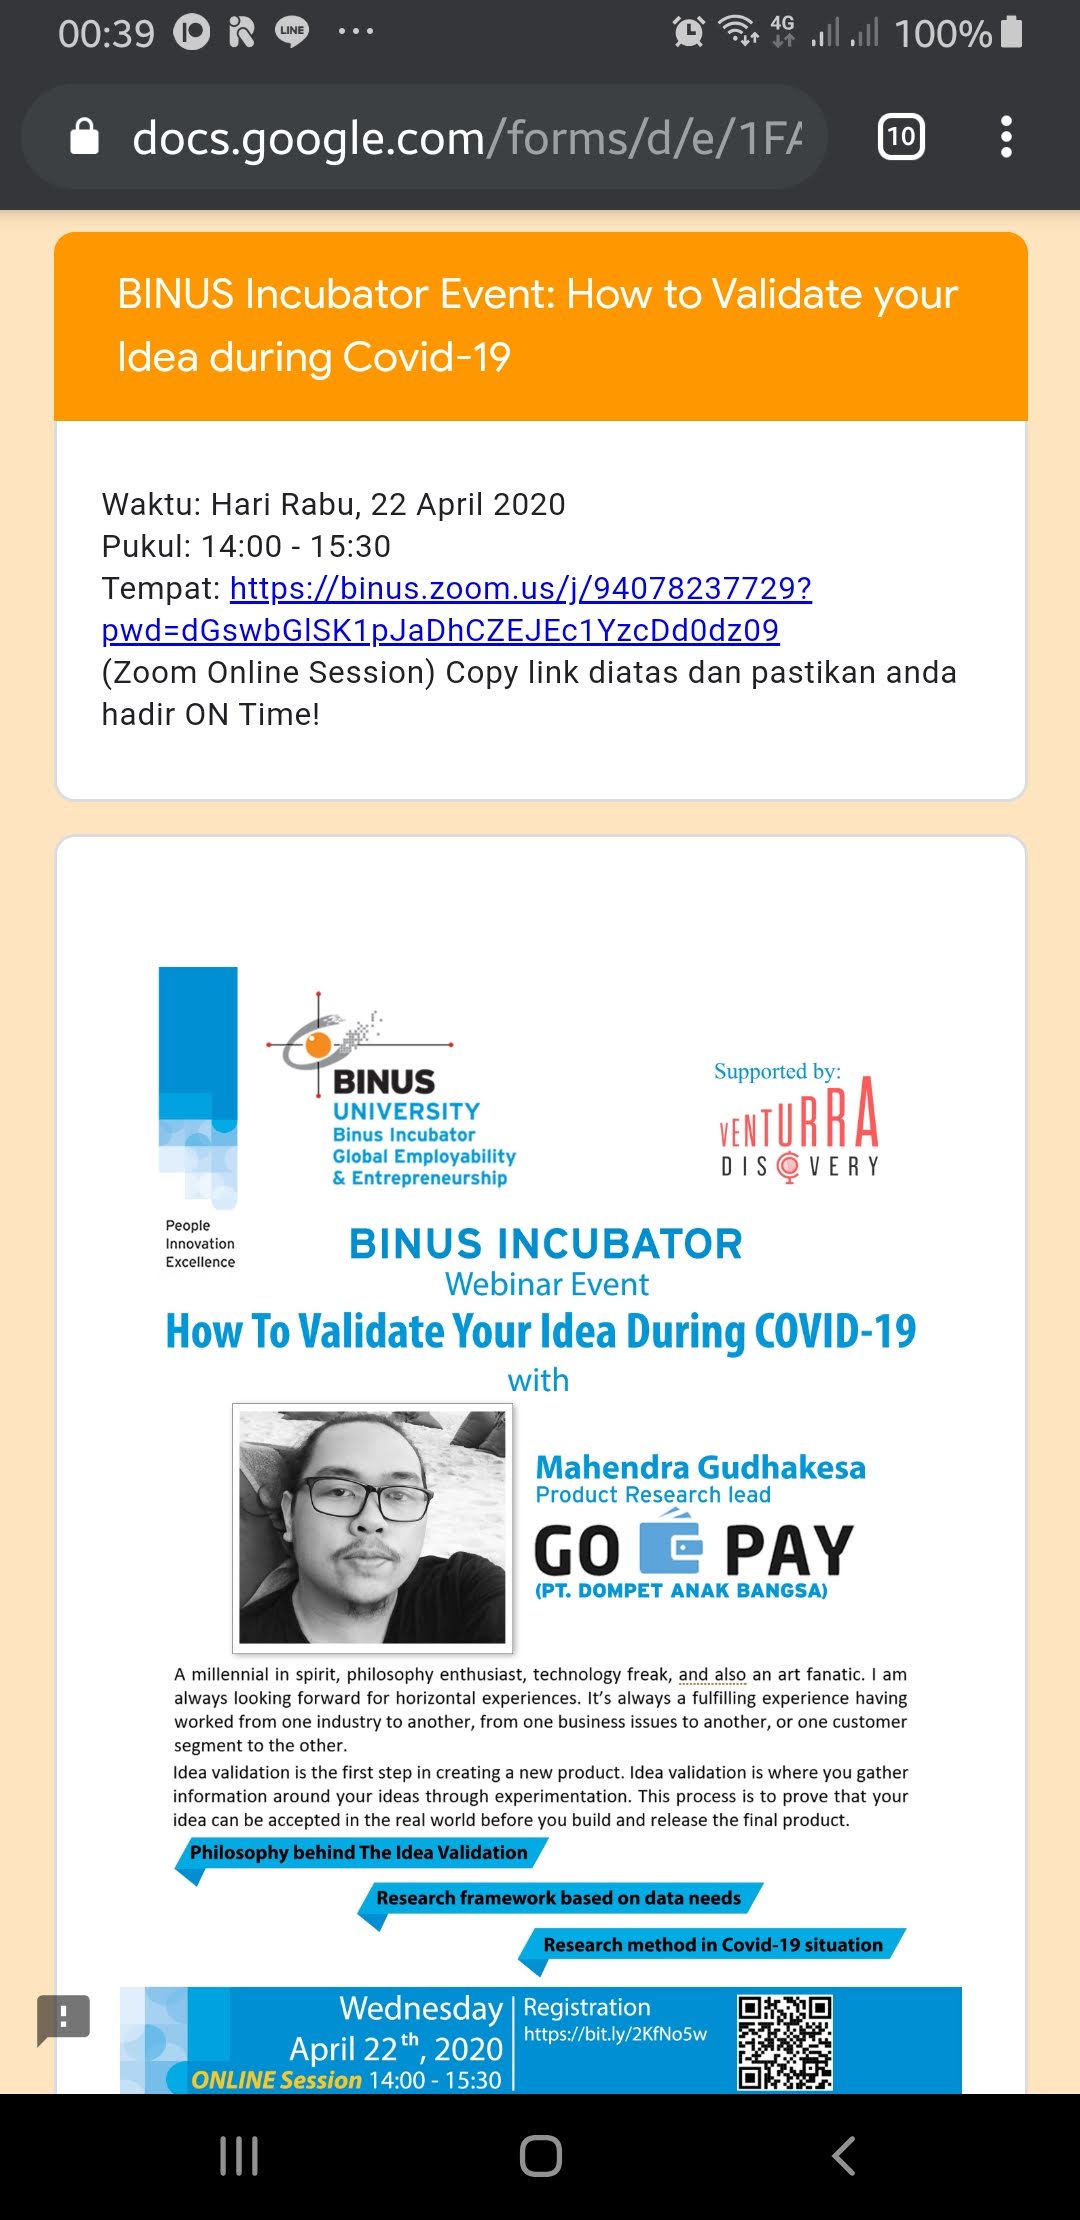 00:39
LINE
4G
100%
docs.google.com/forms/d/e/1FA
10
BINUS Incubator Event: How to Validate your
Idea during Covid-19
Waktu: Hari Rabu, 22 April 2020
Pukul: 14:00 - 15:30
Tempat: https://binus.zoom.us/j/94078237729?
pwd=dGswbGlSK1pJaDhCZEJEc1YzcDd0dz09
(Zoom Online Session) Copy link diatas dan pastikan anda
hadir ON Time!
BINUS
UNIVERSITY
Binus Incubator
Global Employability
& Entrepreneurship
Supported by:
VENTURRA
DISCOVERY
People
Innovation
Excellence
BINUS INCUBATOR
Webinar Event
How To Validate Your Idea During COVID-19
with
Mahendra Gudhakesa
Product Research lead
GO PAY
(PT. DOMPET ANAK BANGSA)
A millennial in spirit, philosophy enthusiast, technology freak, and also an art fanatic. I am
always looking forward for horizontal experiences. It's always a fulfilling experience having
worked from one industry to another, from one business issues to another, or one customer
segment to the other.
Idea validation is the first step in creating a new product. Idea validation is where you gather
information around your ideas through experimentation. This process is to prove that your
idea can be accepted in the real world before you build and release the final product.
Philosophy behind The Idea Validation
Research framework based on data needs
Research method in Covid-19 situation
Wednesday
April 22th, 2020
ONLINE Session 14:00 - 15:30
Registration
https://bit.ly/2KfNo5w